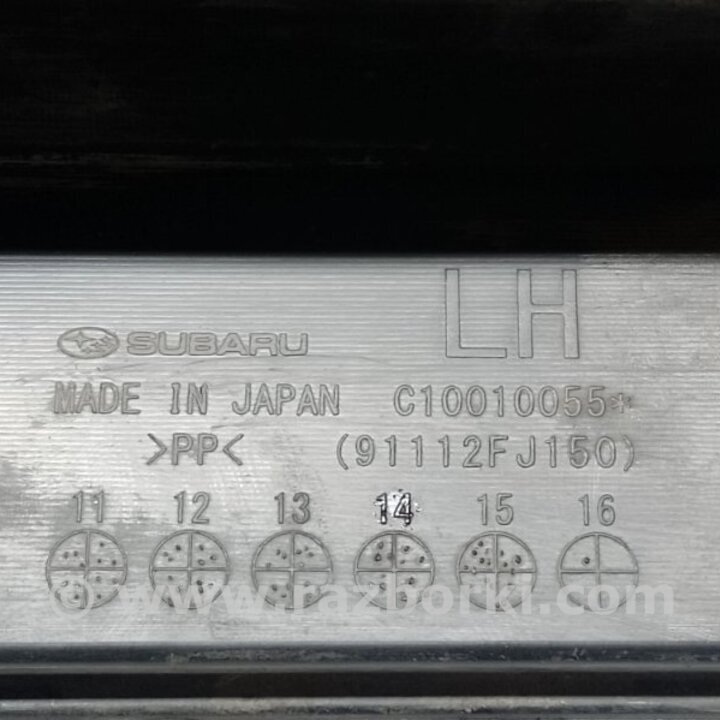 LH
SUBARU
MADE IN JAPAN C10010055*
>PP< (91112FJ150)
11 12 13 14 15 16
© www.razborki.com